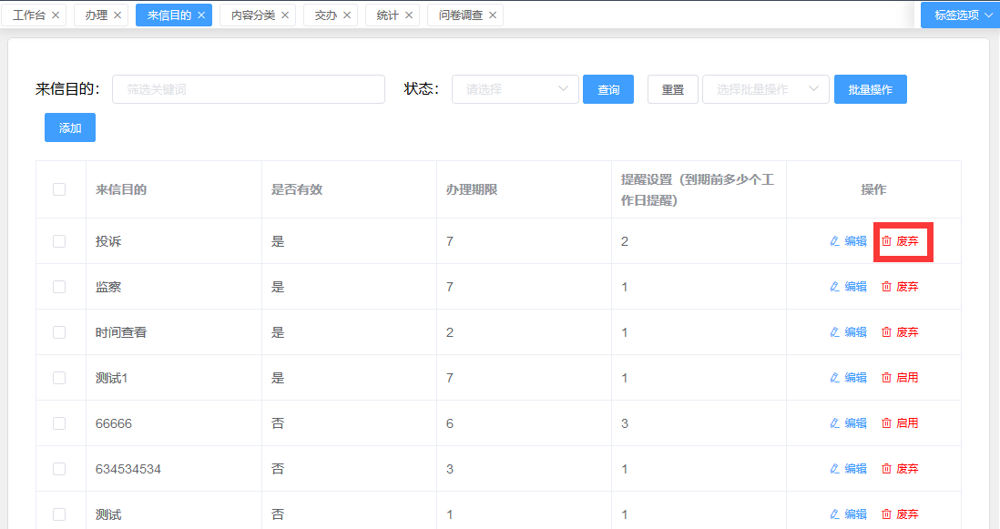 工作台 办理 来信目的 内容分类 交办 统计 问卷调查 标签选项
来信目的： 筛选关键词 状态： 请选择 查询 重置 选择批量操作 批量操作
添加
来信目的 是否有效 办理期限 提醒设置（到期前多少个工作日提醒） 操作
投诉 是 7 2 编辑 废弃
监察 是 7 1 编辑 废弃
时间查看 是 2 1 编辑 废弃
测试1 是 7 1 编辑 启用
66666 否 6 3 编辑 启用
634534534 否 3 1 编辑 废弃
测试 否 1 1 编辑 废弃